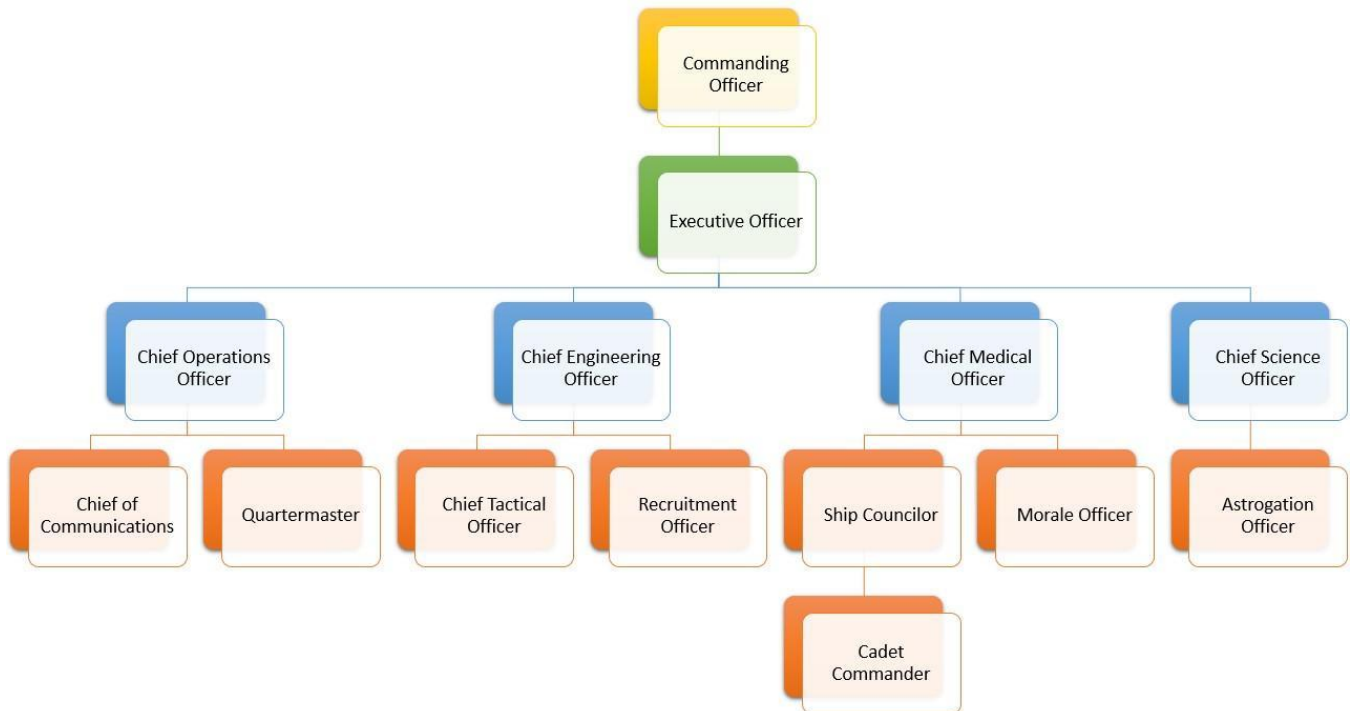 Commanding
Officer
Executive Officer
Chief Operations
Officer
Chief Engineering
Officer
Chief Medical
Officer
Chief Science
Officer
Chief of
Communications
Quartermaster
Chief Tactical
Officer
Recruitment
Officer
Ship Councilor
Morale Officer
Astrogation
Officer
Cadet
Commander